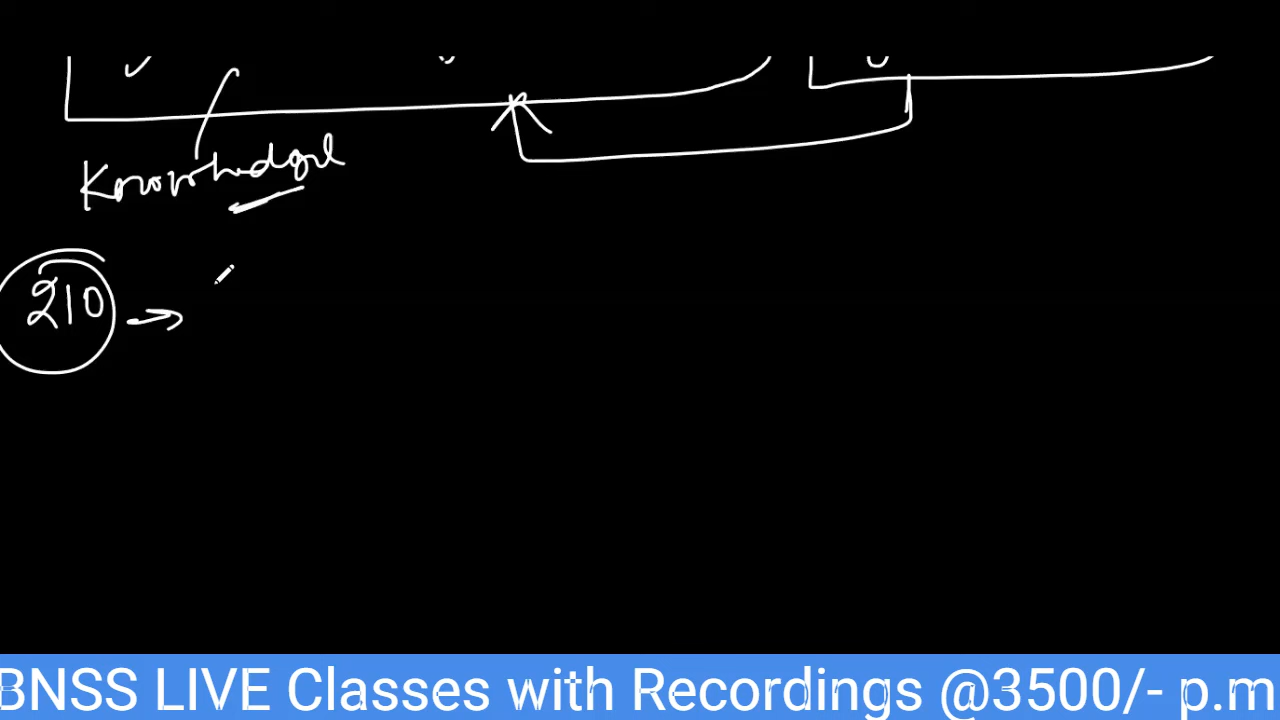 Knowledge
210 →
BNSS LIVE Classes with Recordings @3500/- p.m